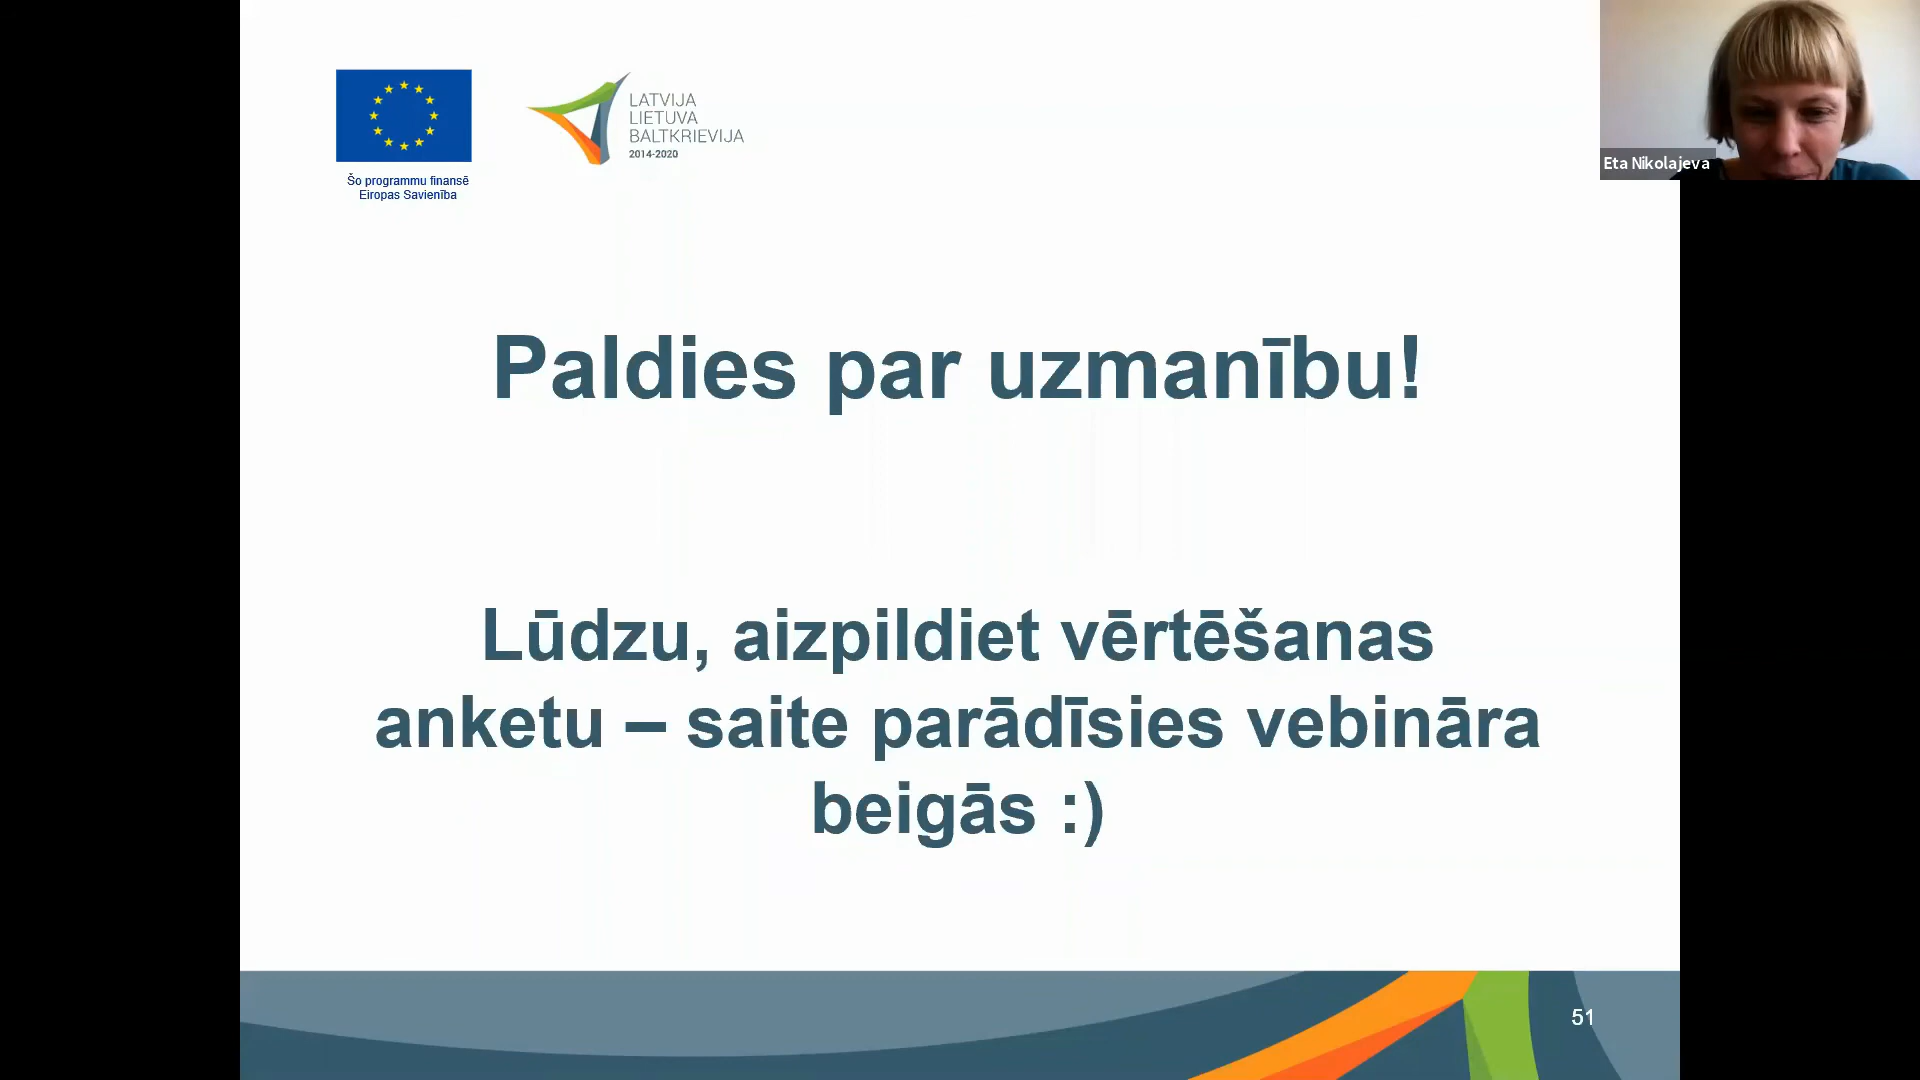 LATVIJA
LIETUVA
BALTKRIEVIJA
2014-2020
Šo programmu finansē
Eiropas Savienība
Eta Nikolajeva
Paldies par uzmanību!
Lūdzu, aizpildiet vērtēšanas
anketu – saite parādīsies vebināra
beigās :)
51